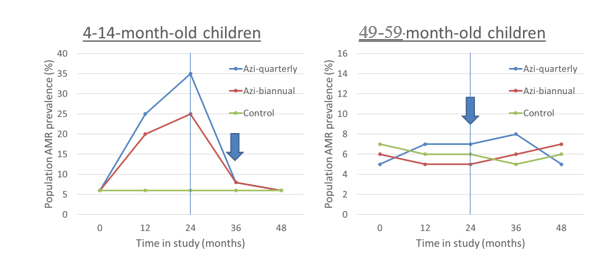 4-14-month-old children
Population AMR prevalence (%)
40
35
30
25
20
15
10
5
0
0 12 24 36 48
Time in study (months)
Azi-quarterly
Azi-biannual
Control
49-59-month-old children
Population AMR prevalence (%)
16
14
12
10
8
6
4
2
0
0 12 24 36 48
Time in study (months)
Azi-quarterly
Azi-biannual
Control